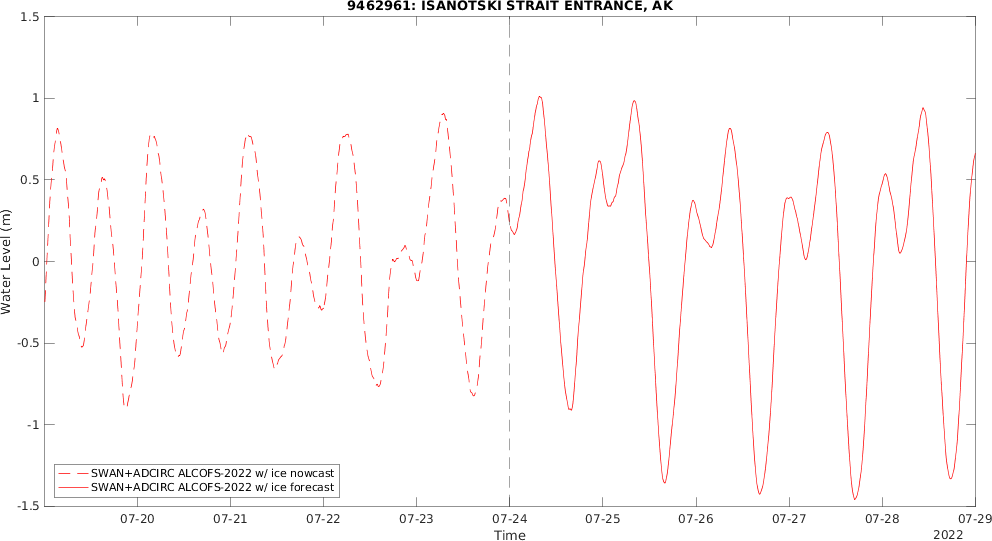 9462961: ISANOTSKI STRAIT ENTRANCE, AK
1.5
1
0.5
0
-0.5
-1
-1.5
Water Level (m)
SWAN+ADCIRC ALCOFS-2022 w/ ice nowcast
SWAN+ADCIRC ALCOFS-2022 w/ ice forecast
07-20 07-21 07-22 07-23 07-24 07-25 07-26 07-27 07-28 07-29
Time
2022